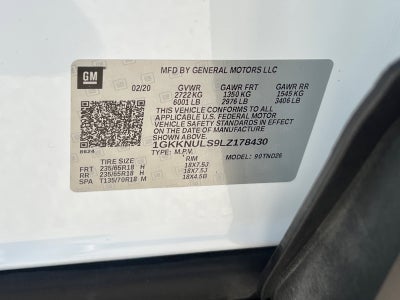 GM
MFD BY GENERAL MOTORS LLC
02/20 GVWR GAWR FRT GAWR RR
2722 KG 1350 KG 1545 KG
6001 LB 2976 LB 3406 LB
THIS VEHICLE CONFORMS TO ALL
APPLICABLE U.S. FEDERAL MOTOR
VEHICLE SAFETY STANDARDS IN EFFECT ON THE
DATE OF MANUFACTURE SHOWN ABOVE.
1GKKNULS9LZ178430
TYPE: M.P.V. MODEL: 90TND26
8624
TIRE SIZE RIM
FRT 235/65R18 H 18X7.5J
RR 235/65R18 H 18X7.5J
SPA T135/70R18 M 18X4.5B